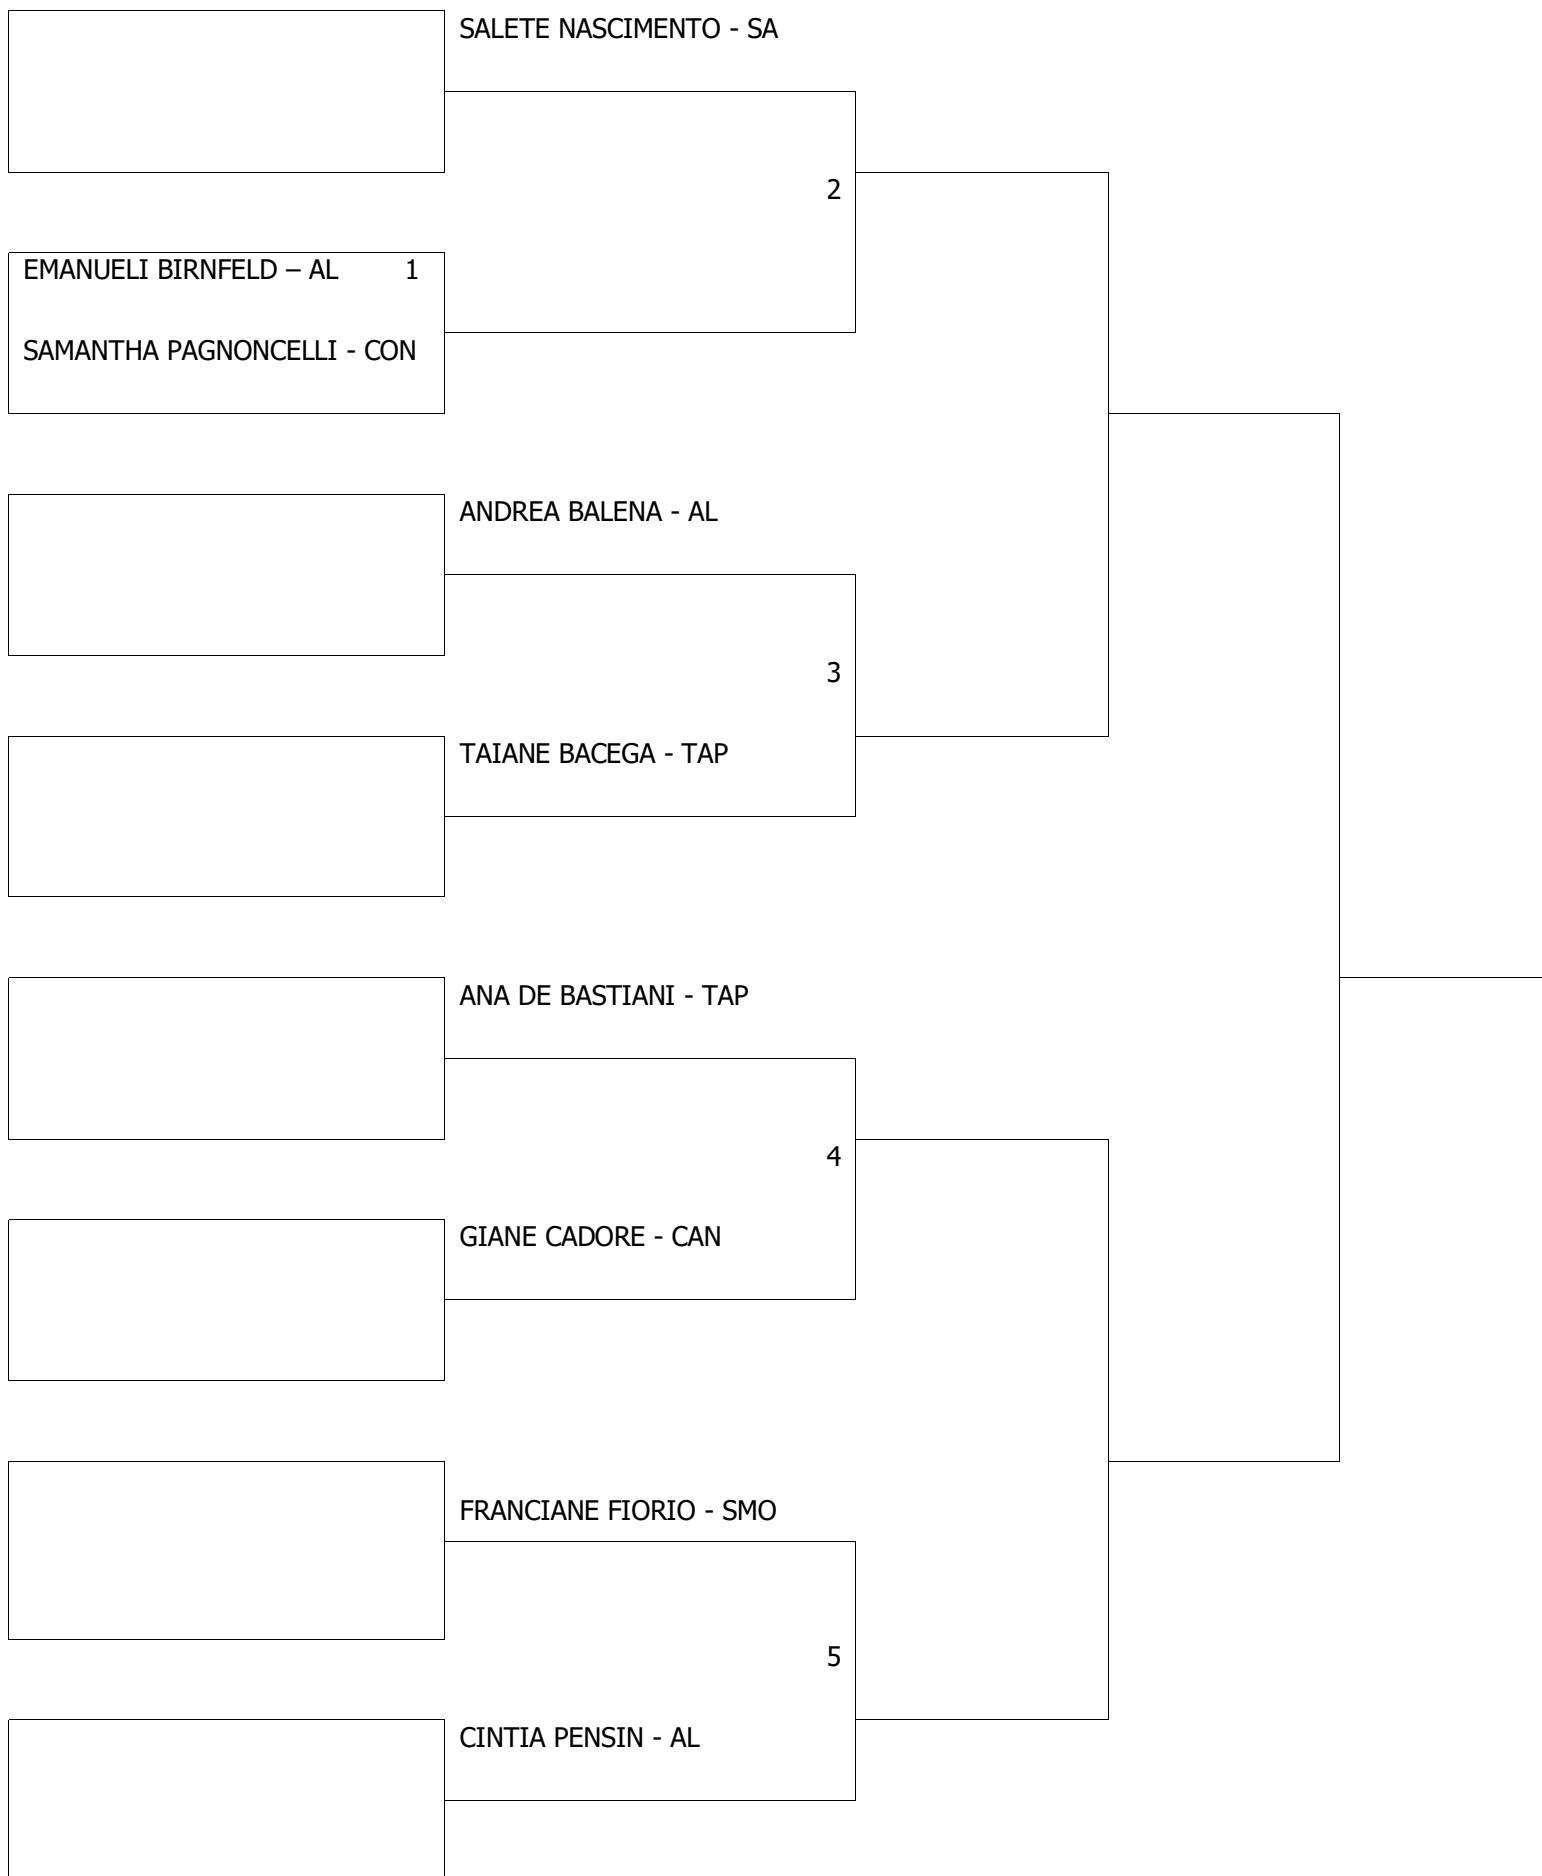 SALETE NASCIMENTO - SA
2
EMANUELI BIRNFELD – AL 1
SAMANTHA PAGNONCELLI - CON
ANDREA BALENA - AL
3
TAIANE BACEGA - TAP
ANA DE BASTIANI - TAP
4
GIANE CADORE - CAN
FRANCIANE FIORIO - SMO
5
CINTIA PENSIN - AL